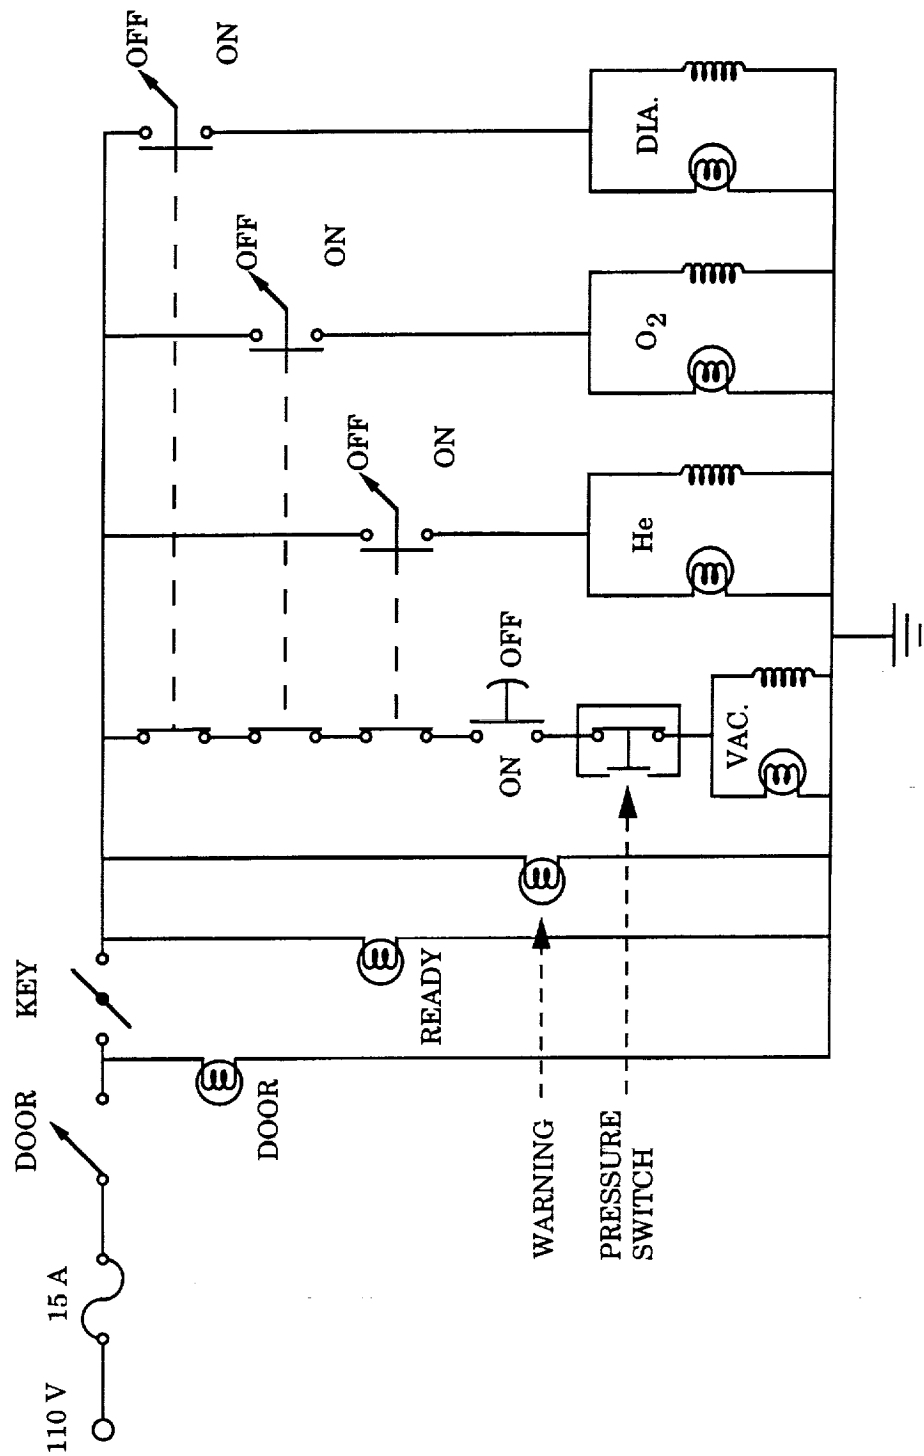 110 V
15 A
DOOR
KEY
DOOR
READY
WARNING
PRESSURE
SWITCH
ON
OFF
VAC.
OFF
ON
He
OFF
ON
O₂
OFF
ON
DIA.